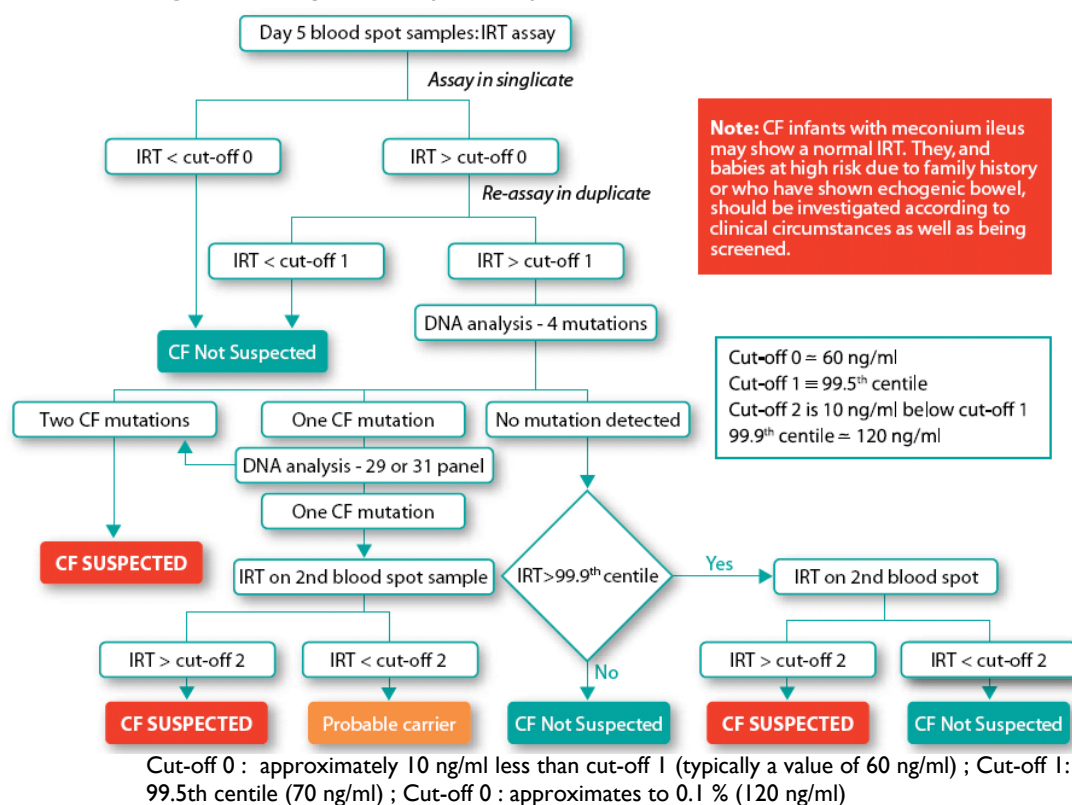 Day 5 blood spot samples: IRT assay
Assay in singlicate
IRT < cut-off 0
IRT > cut-off 0
Re-assay in duplicate
Note: CF infants with meconium ileus
may show a normal IRT. They, and
babies at high risk due to family history
or who have shown echogenic bowel,
should be investigated according to
clinical circumstances as well as being
screened.
IRT < cut-off 1
IRT > cut-off 1
DNA analysis - 4 mutations
CF Not Suspected
Cut-off 0 ≃ 60 ng/ml
Cut-off 1 ≡ 99.5th centile
Cut-off 2 is 10 ng/ml below cut-off 1
99.9th centile ≃ 120 ng/ml
Two CF mutations
One CF mutation
No mutation detected
DNA analysis - 29 or 31 panel
One CF mutation
CF SUSPECTED
IRT on 2nd blood spot sample
IRT>99.9th centile
Yes
IRT on 2nd blood spot
IRT > cut-off 2
IRT < cut-off 2
No
IRT > cut-off 2
IRT < cut-off 2
CF SUSPECTED
Probable carrier
CF Not Suspected
CF SUSPECTED
CF Not Suspected
Cut-off 0 : approximately 10 ng/ml less than cut-off 1 (typically a value of 60 ng/ml) ; Cut-off 1:
99.5th centile (70 ng/ml) ; Cut-off 0 : approximates to 0.1 % (120 ng/ml)